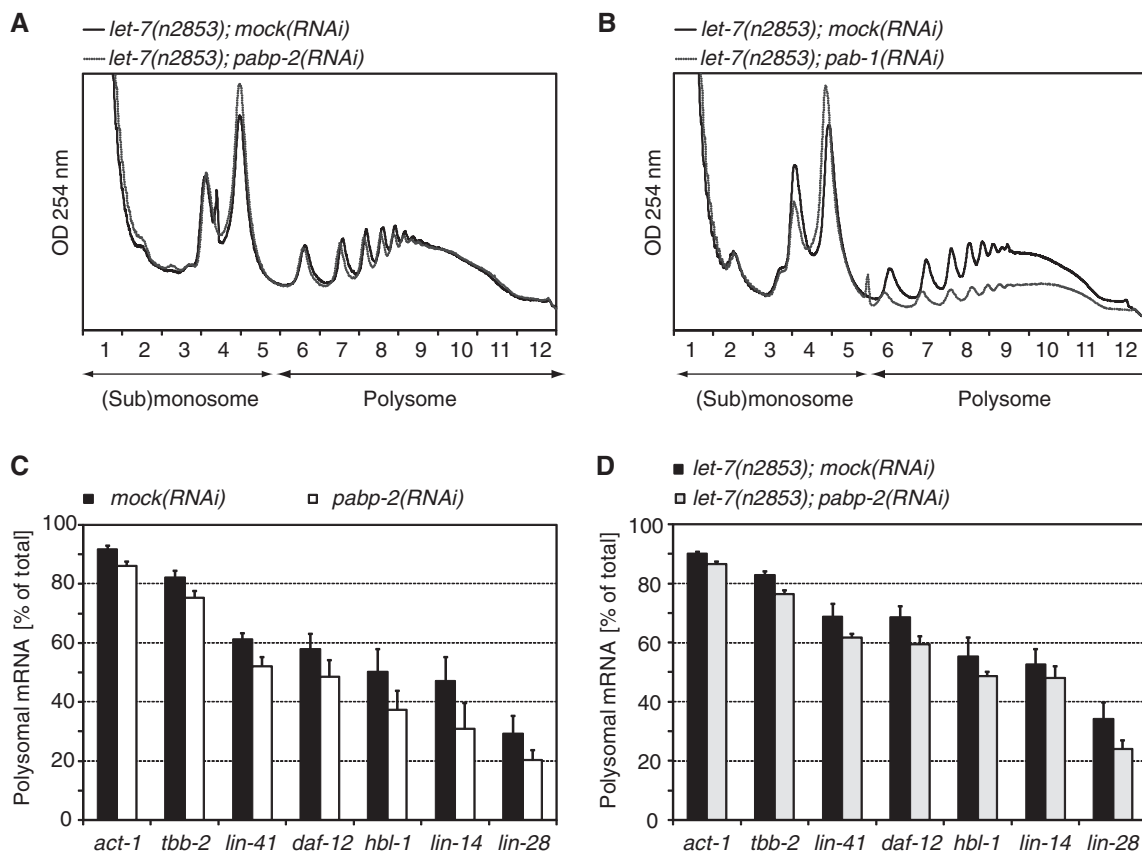 A
let-7(n2853); mock(RNAi)
let-7(n2853); pabp-2(RNAi)
OD 254 nm
1 2 3 4 5 6 7 8 9 10 11 12
(Sub)monosome Polysome
B
let-7(n2853); mock(RNAi)
let-7(n2853); pab-1(RNAi)
OD 254 nm
1 2 3 4 5 6 7 8 9 10 11 12
(Sub)monosome Polysome
C
mock(RNAi) pabp-2(RNAi)
Polysomal mRNA [% of total]
100
80
60
40
20
0
act-1 tbb-2 lin-41 daf-12 hbl-1 lin-14 lin-28
D
let-7(n2853); mock(RNAi)
let-7(n2853); pabp-2(RNAi)
Polysomal mRNA [% of total]
100
80
60
40
20
0
act-1 tbb-2 lin-41 daf-12 hbl-1 lin-14 lin-28